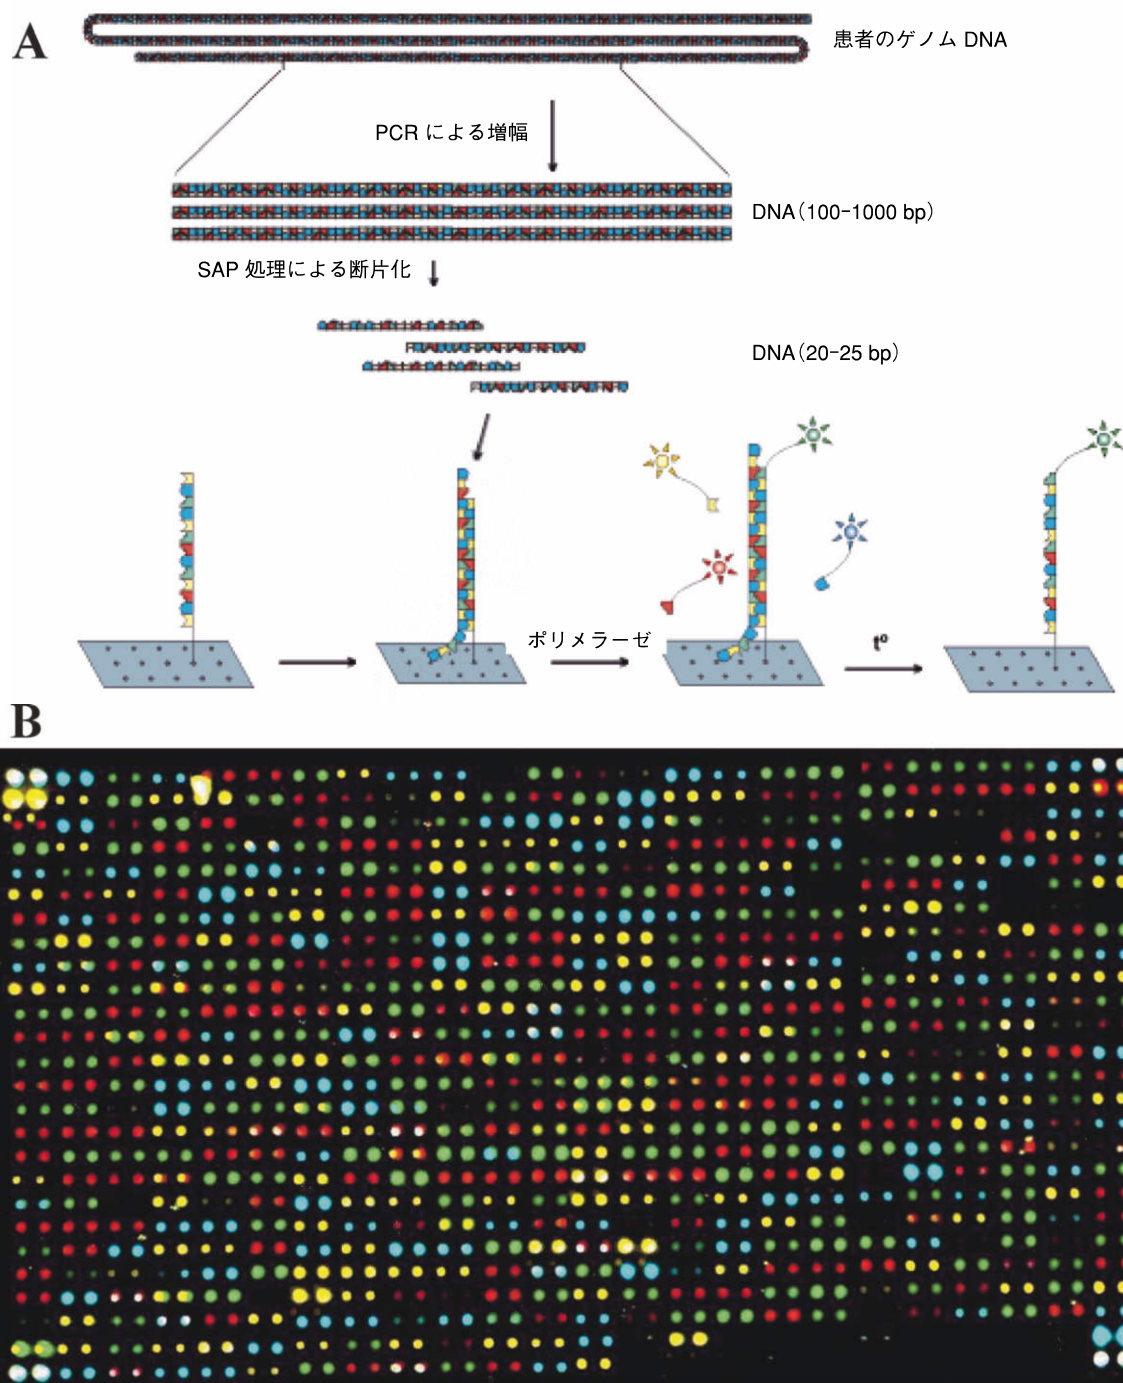 A
患者のゲノム DNA
PCR による増幅
DNA(100-1000 bp)
SAP 処理による断片化
DNA(20-25 bp)
ポリメラーゼ
t°
B